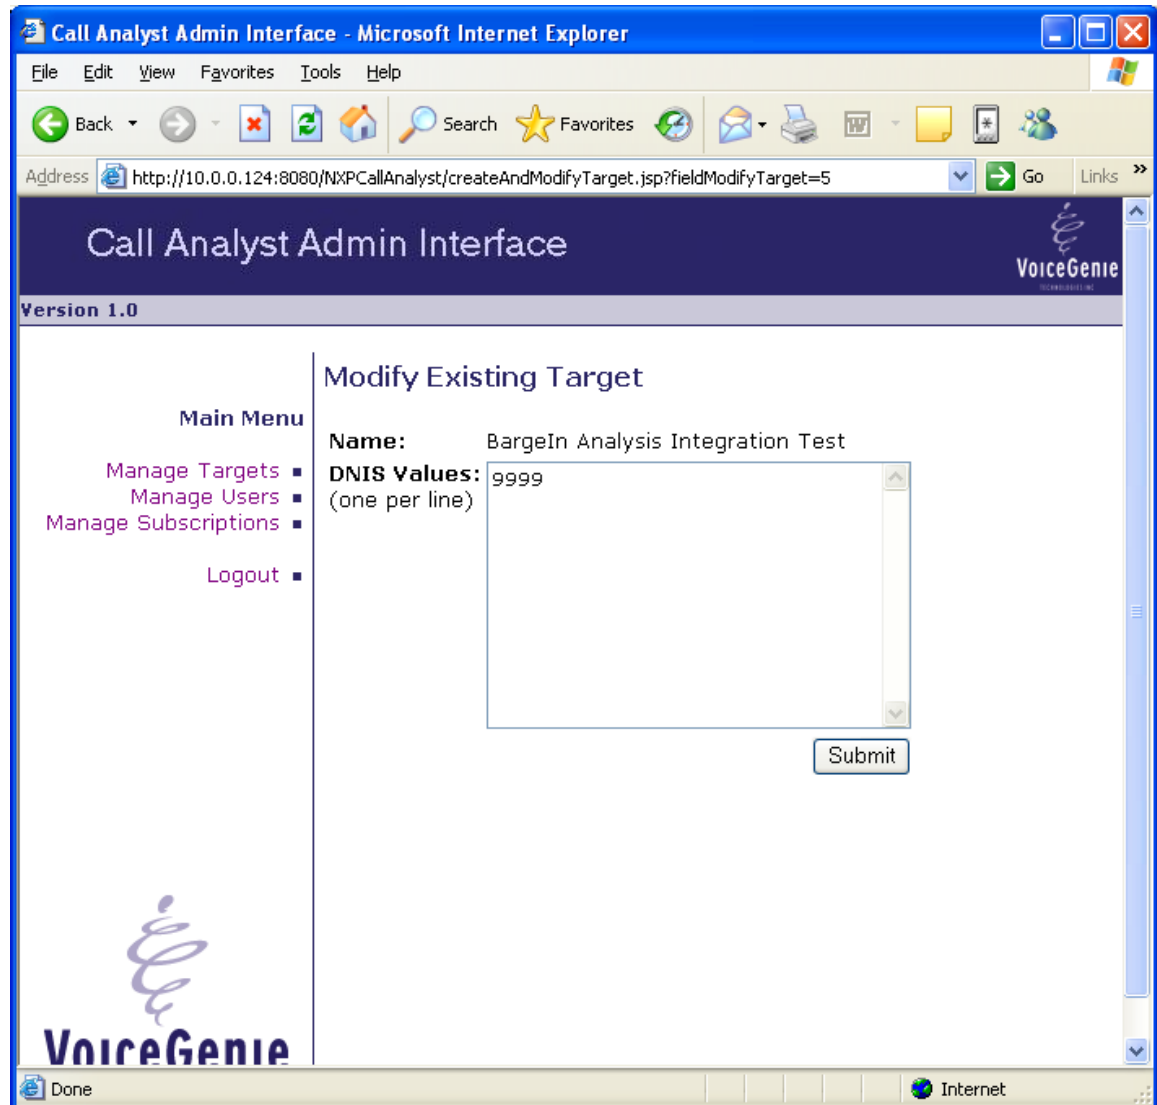 Call Analyst Admin Interface - Microsoft Internet Explorer
File Edit View Favorites Tools Help
Back Search Favorites
Address http://10.0.0.124:8080/NXPCallAnalyst/createAndModifyTarget.jsp?fieldModifyTarget=5 Go Links »
Call Analyst Admin Interface
VoiceGenie
Version 1.0
Modify Existing Target
Main Menu
Name: BargeIn Analysis Integration Test
Manage Targets
DNIS Values: 9999
Manage Users
(one per line)
Manage Subscriptions
Logout
Submit
VoiceGenie
Done Internet